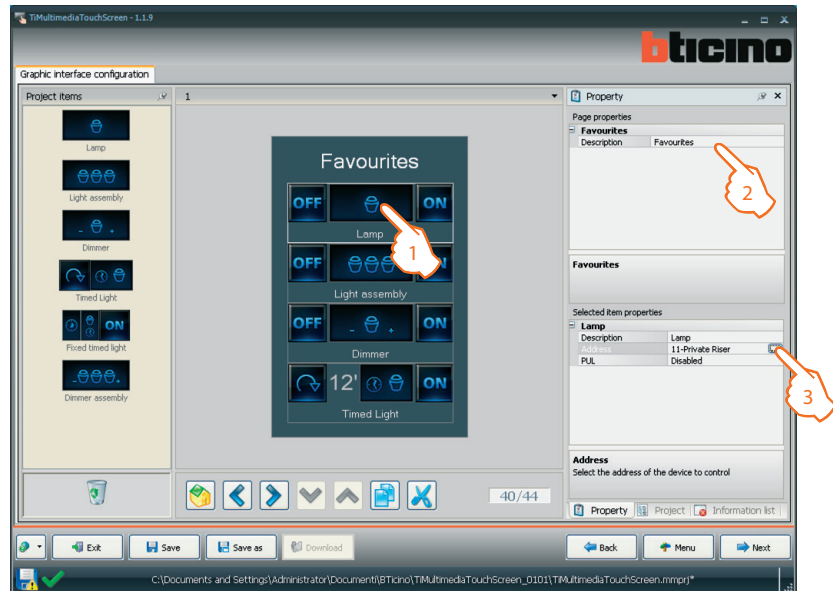 TiMultimediaTouchScreen - 1.1.9
bticino
Graphic interface configuration
Project items
Lamp
Light assembly
Dimmer
Timed Light
ON
Fixed timed light
Dimmer assembly
1
Favourites
OFF ON
Lamp
OFF
Light assembly
OFF ON
Dimmer
12' ON
Timed Light
1
40/44
Property
Page properties
Favourites
Description Favourites
2
Favourites
Selected item properties
Lamp
Description Lamp
Address 11-Private Riser
PUL Disabled
3
Address
Select the address of the device to control
Property Project Information list
Exit Save Save as Download Back Menu Next
C:\Documents and Settings\Administrator\Documenti\BTicino\TiMultimediaTouchScreen_0101\TiMultimediaTouchScreen.mmprj*